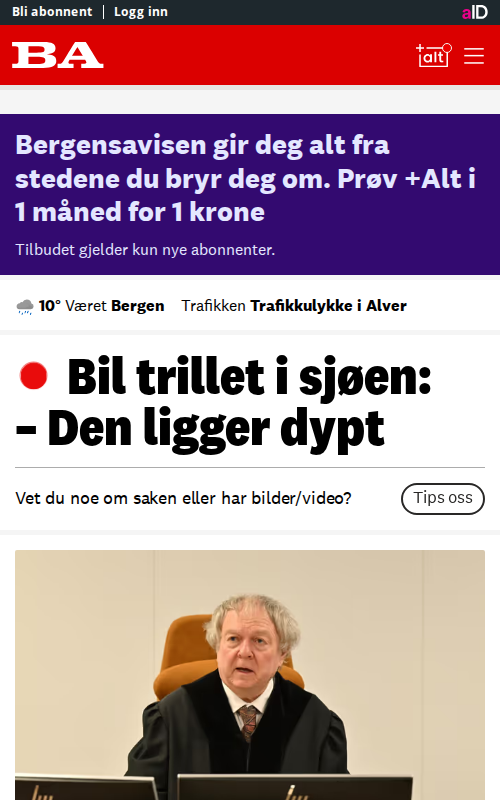 Bli abonnent | Logg inn aID
BA +alt
Bergensavisen gir deg alt fra
stedene du bryr deg om. Prøv +Alt i
1 måned for 1 krone
Tilbudet gjelder kun nye abonnenter.
10° Været Bergen Trafikken Trafikkulykke i Alver
Bil trillet i sjøen:
– Den ligger dypt
Vet du noe om saken eller har bilder/video? Tips oss
hp
hp